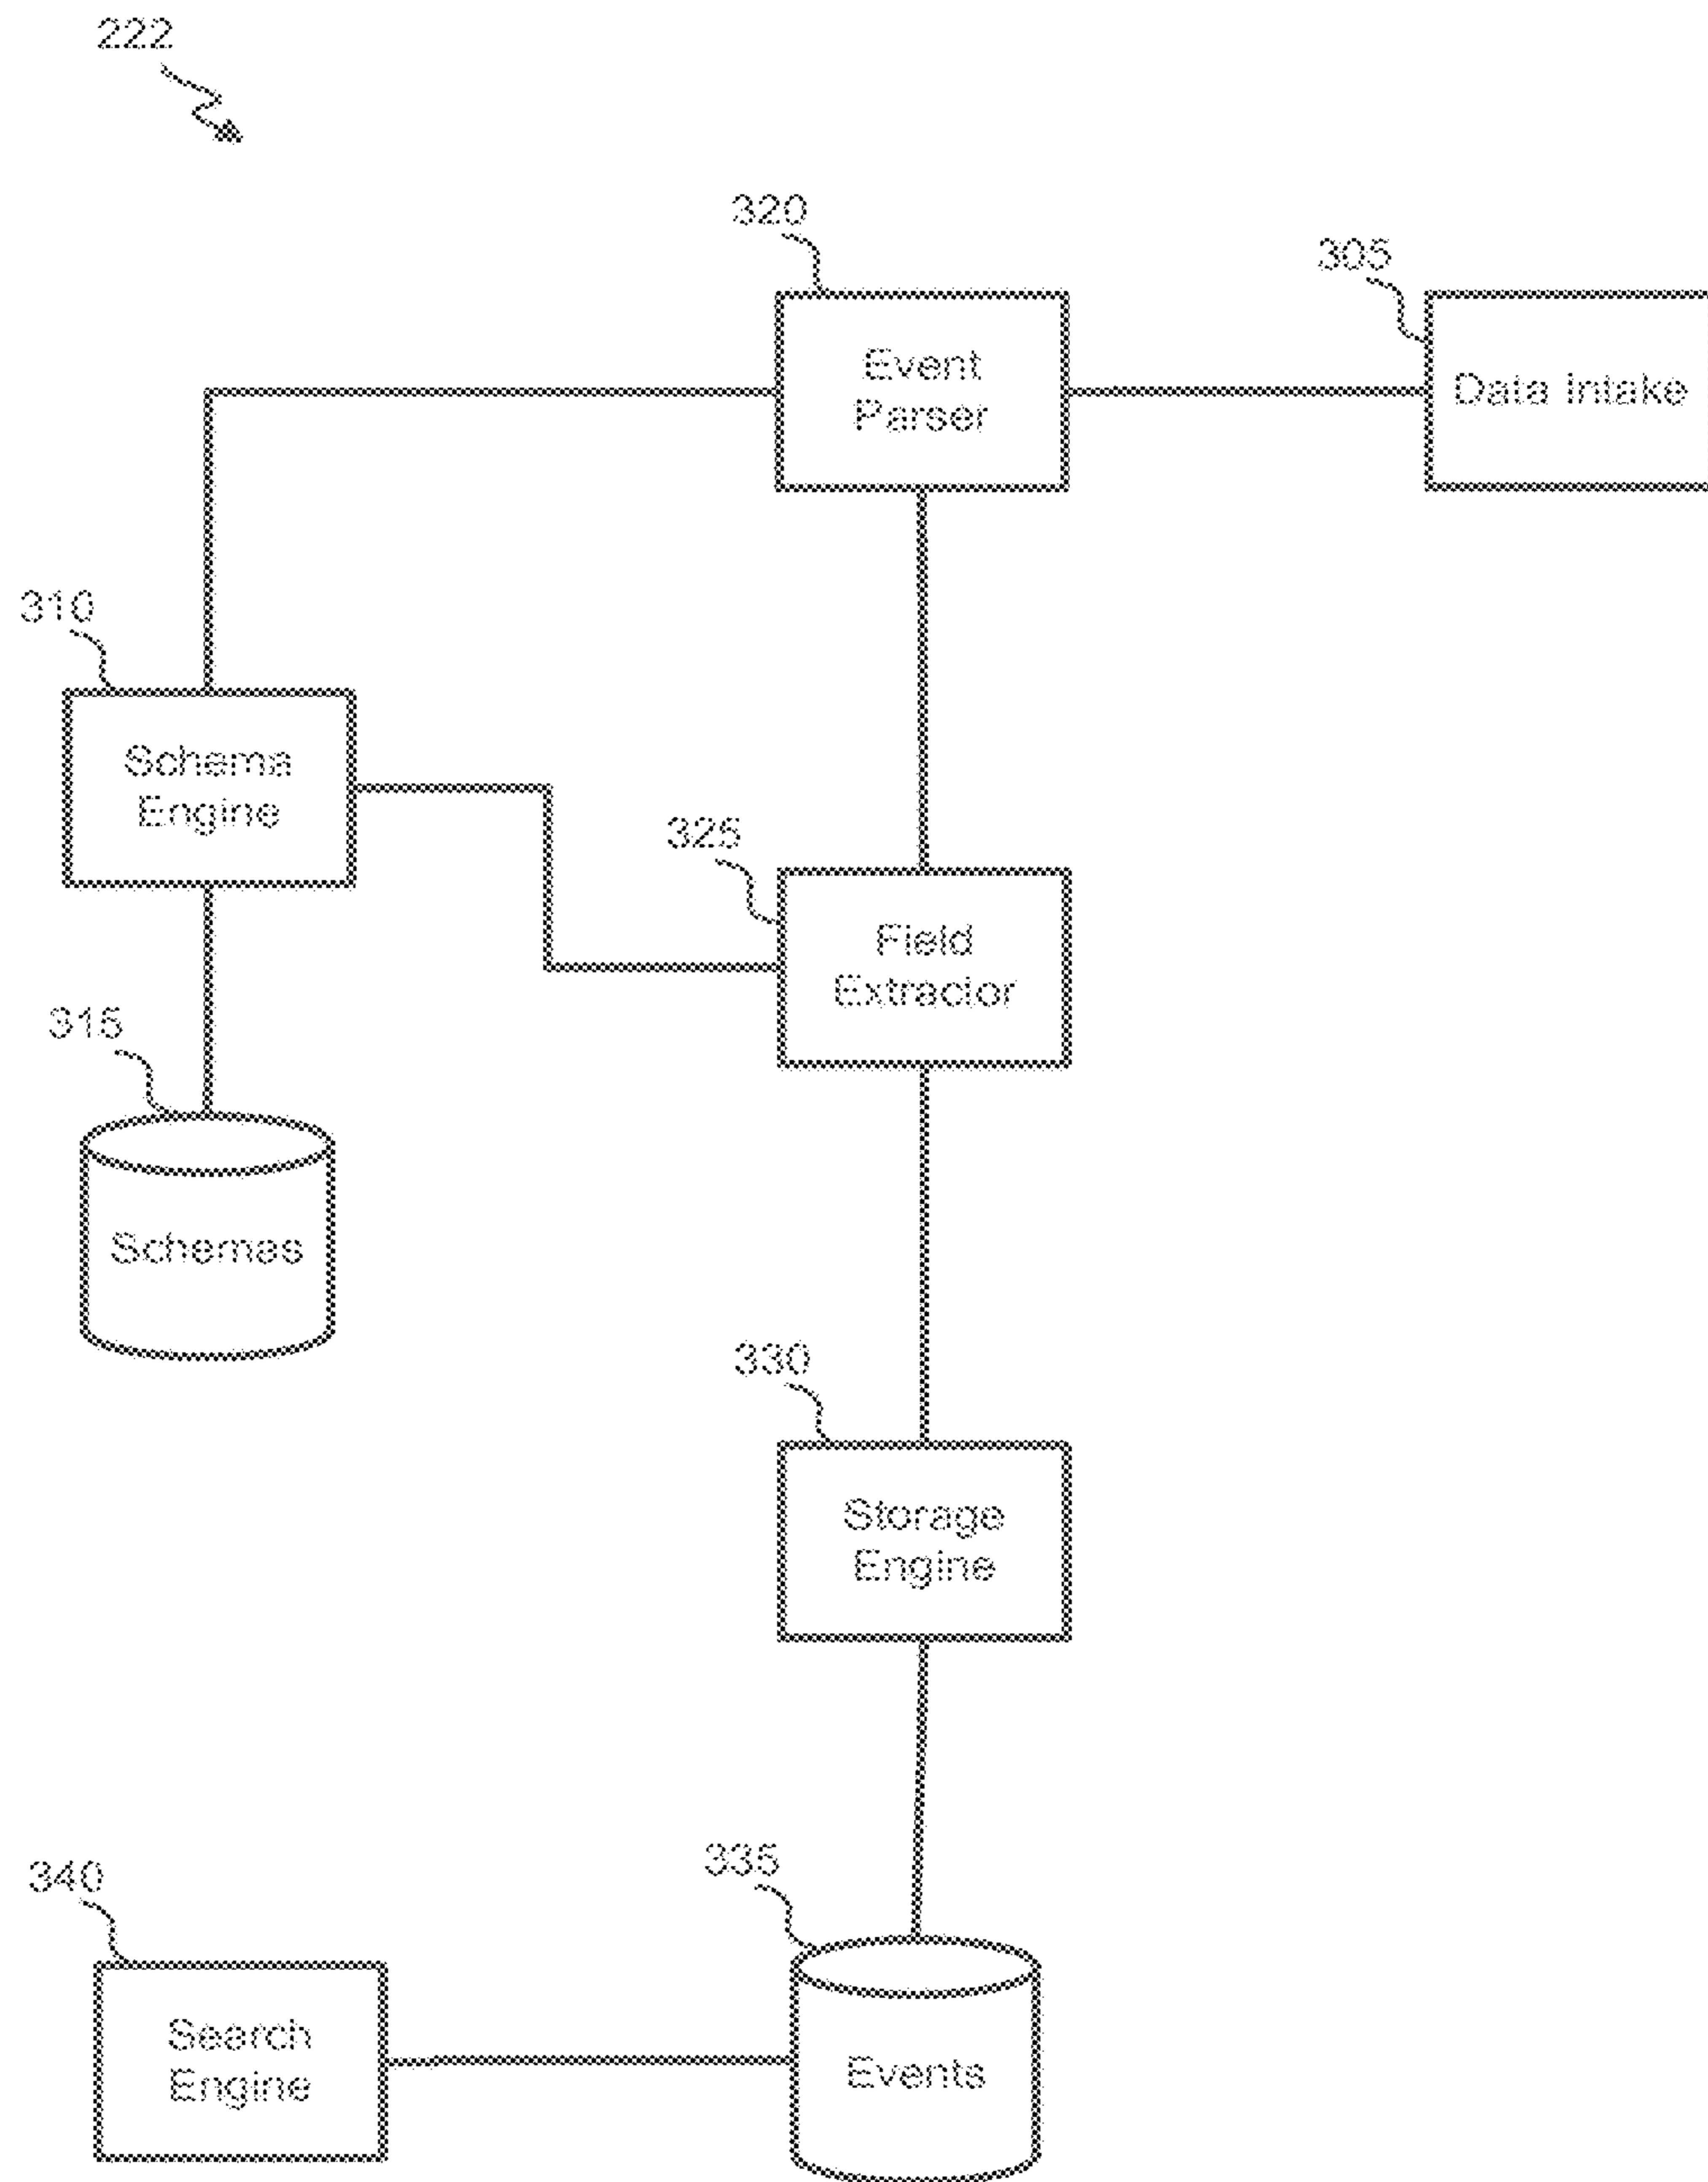 222
320
305
Event
Parser
Data Intake
310
Schema
Engine
325
Field
Extractor
315
Schemas
330
Storage
Engine
340
335
Search
Engine
Events